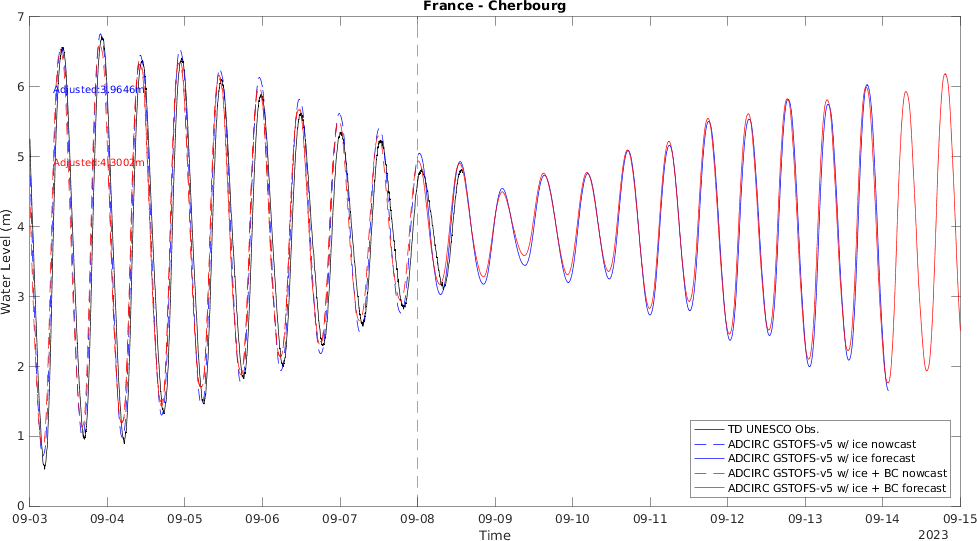 France - Cherbourg
7
6
5
4
3
2
1
0
Water Level (m)
Adjusted:3.9646m
Adjusted:4.3002m
TD UNESCO Obs.
ADCIRC GSTOFS-v5 w/ ice nowcast
ADCIRC GSTOFS-v5 w/ ice forecast
ADCIRC GSTOFS-v5 w/ ice + BC nowcast
ADCIRC GSTOFS-v5 w/ ice + BC forecast
09-03 09-04 09-05 09-06 09-07 09-08 09-09 09-10 09-11 09-12 09-13 09-14 09-15
Time
2023